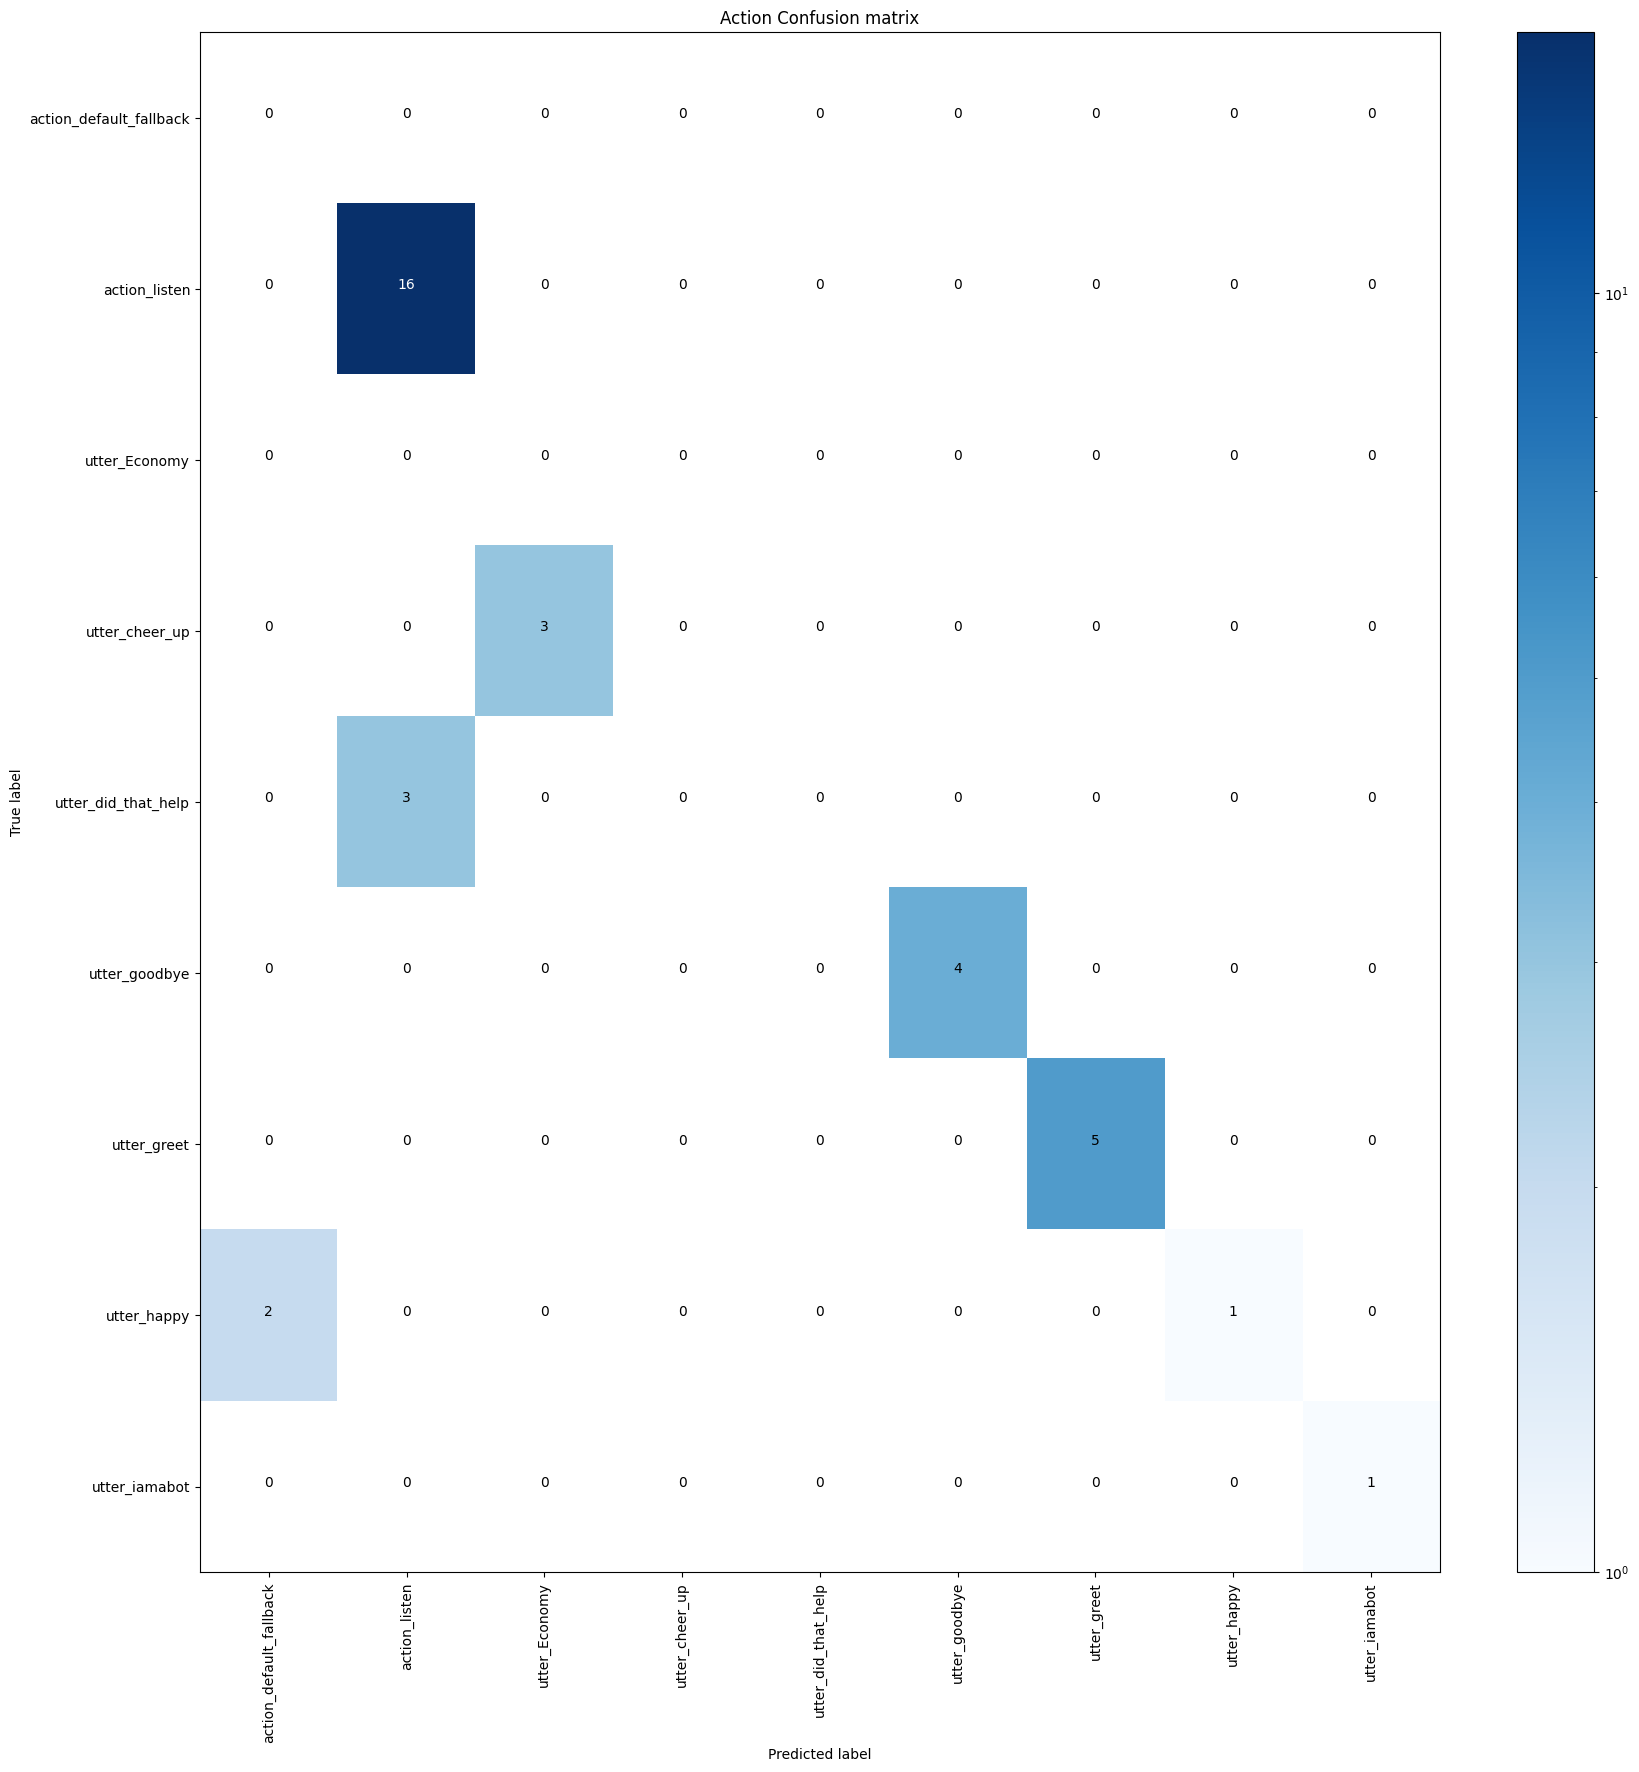 Action Confusion matrix
action_default_fallback 0 0 0 0 0 0 0 0 0
action_listen 0 16 0 0 0 0 0 0 0
utter_Economy 0 0 0 0 0 0 0 0 0
utter_cheer_up 0 0 3 0 0 0 0 0 0
utter_did_that_help 0 3 0 0 0 0 0 0 0
utter_goodbye 0 0 0 0 0 4 0 0 0
utter_greet 0 0 0 0 0 0 5 0 0
utter_happy 2 0 0 0 0 0 0 1 0
utter_iamabot 0 0 0 0 0 0 0 0 1
True label
action_default_fallback
action_listen
utter_Economy
utter_cheer_up
utter_did_that_help
utter_goodbye
utter_greet
utter_happy
utter_iamabot
Predicted label
10¹
10⁰